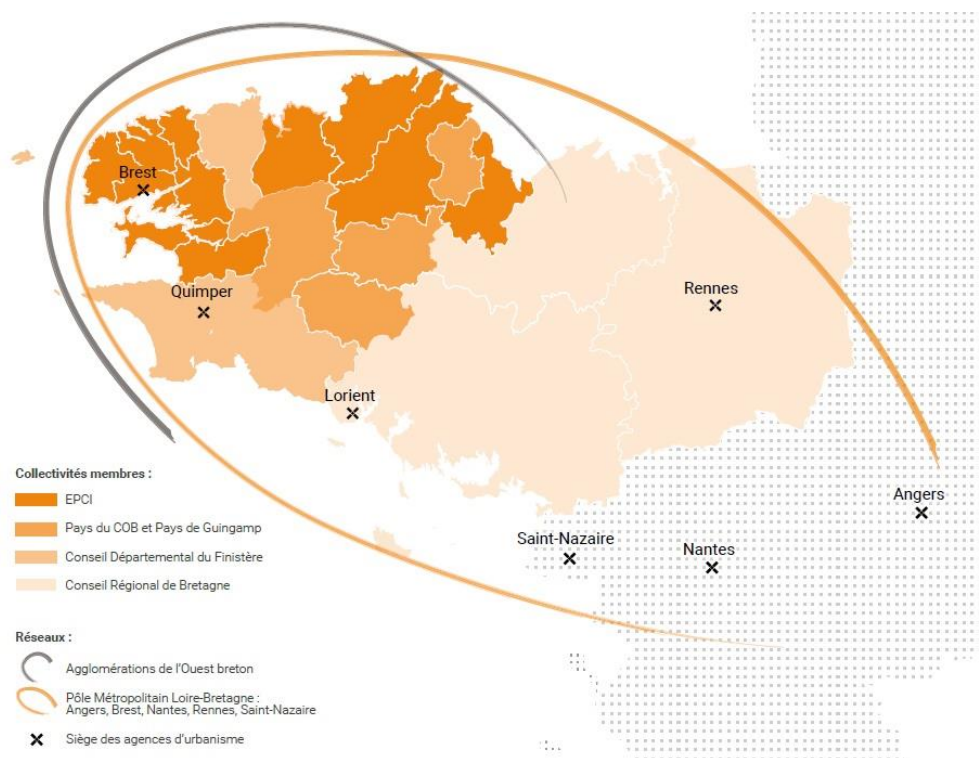 Brest
Quimper
Rennes
Lorient
Angers
Saint-Nazaire
Nantes
Collectivités membres :
EPCI
Pays du COB et Pays de Guingamp
Conseil Départemental du Finistère
Conseil Régional de Bretagne
Réseaux :
Agglomérations de l'Ouest breton
Pôle Métropolitain Loire-Bretagne :
Angers, Brest, Nantes, Rennes, Saint-Nazaire
Siège des agences d'urbanisme